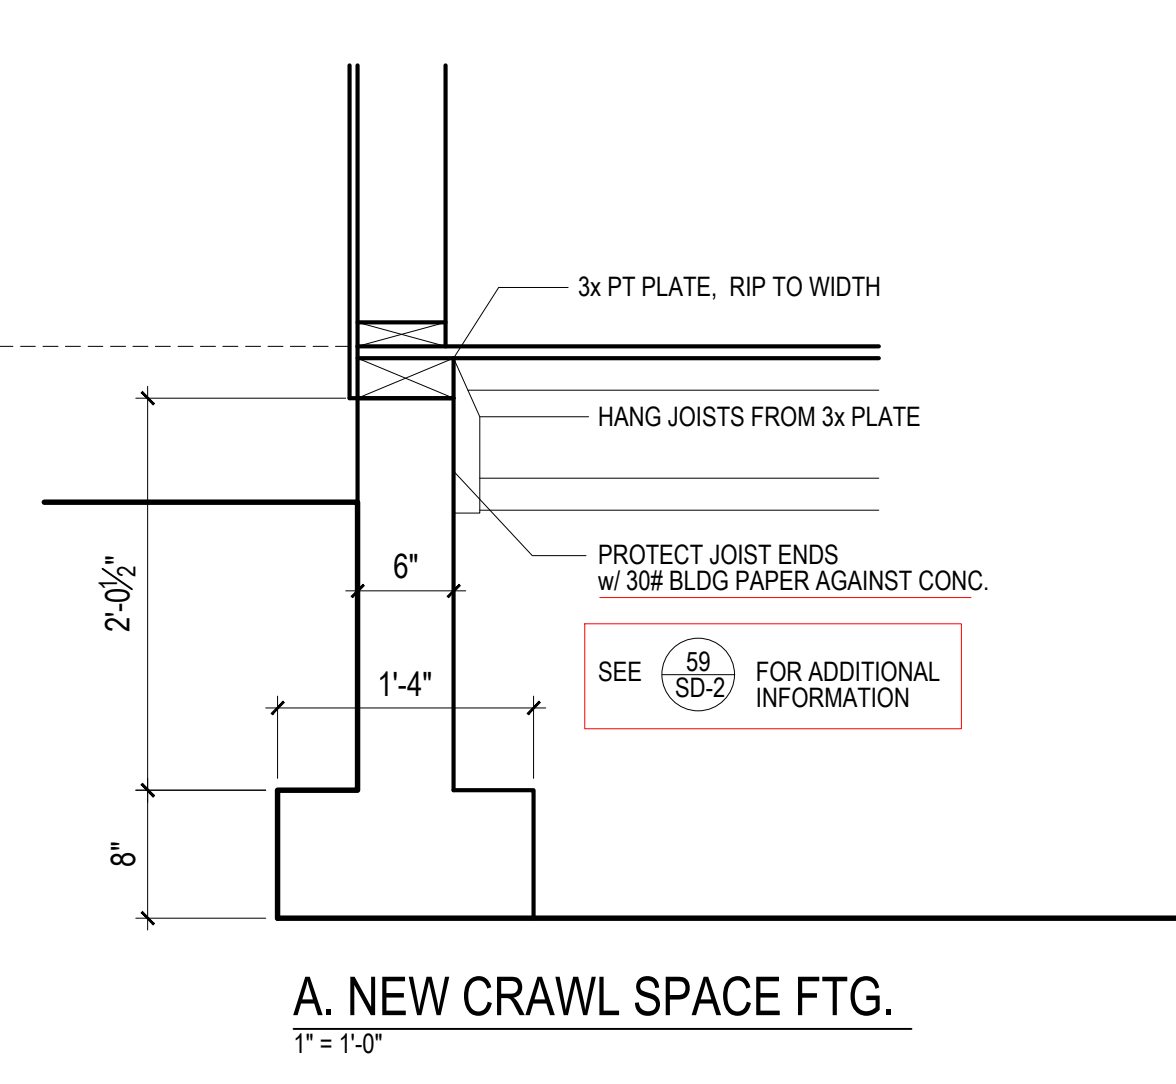 3x PT PLATE, RIP TO WIDTH
HANG JOISTS FROM 3x PLATE
2'-0½"
6"
PROTECT JOIST ENDS
w/ 30# BLDG PAPER AGAINST CONC.
SEE 59 SD-2 FOR ADDITIONAL
INFORMATION
1'-4"
8"
A. NEW CRAWL SPACE FTG.
1" = 1'-0"